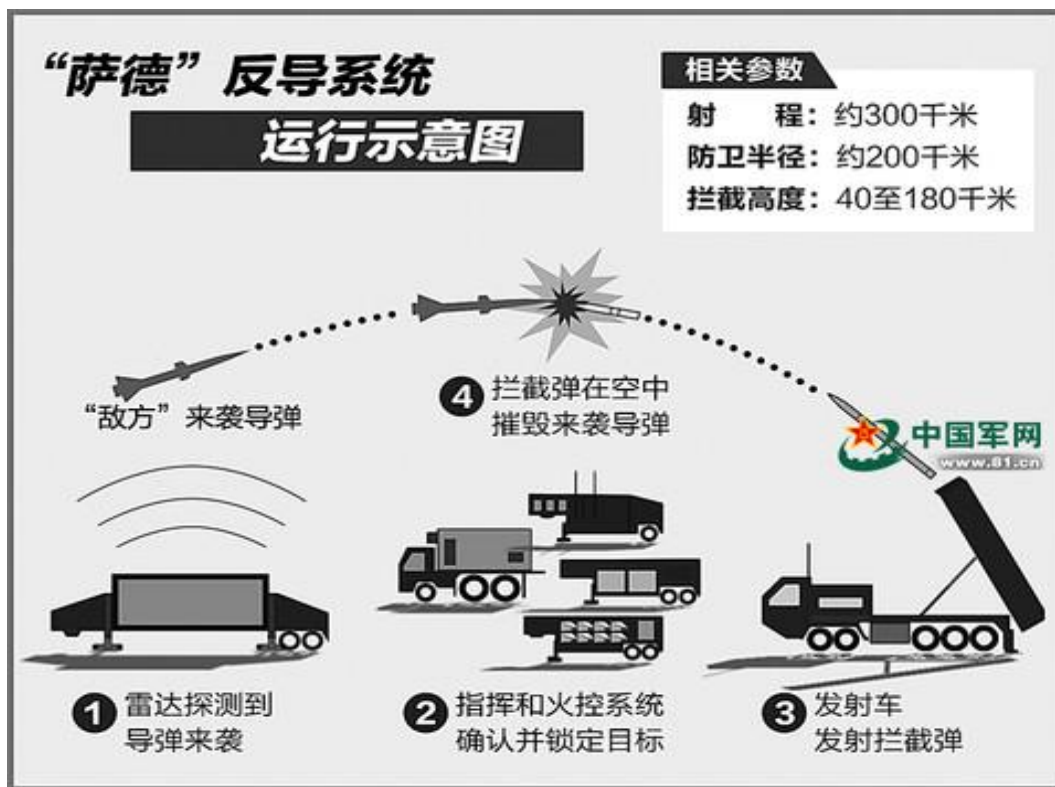 “萨德”反导系统
运行示意图
相关参数
射 程：约300千米
防卫半径：约200千米
拦截高度：40至180千米
“敌方”来袭导弹
4 拦截弹在空中
摧毁来袭导弹
中国军网
www.81.cn
1 雷达探测到
导弹来袭
2 指挥和火控系统
确认并锁定目标
3 发射车
发射拦截弹